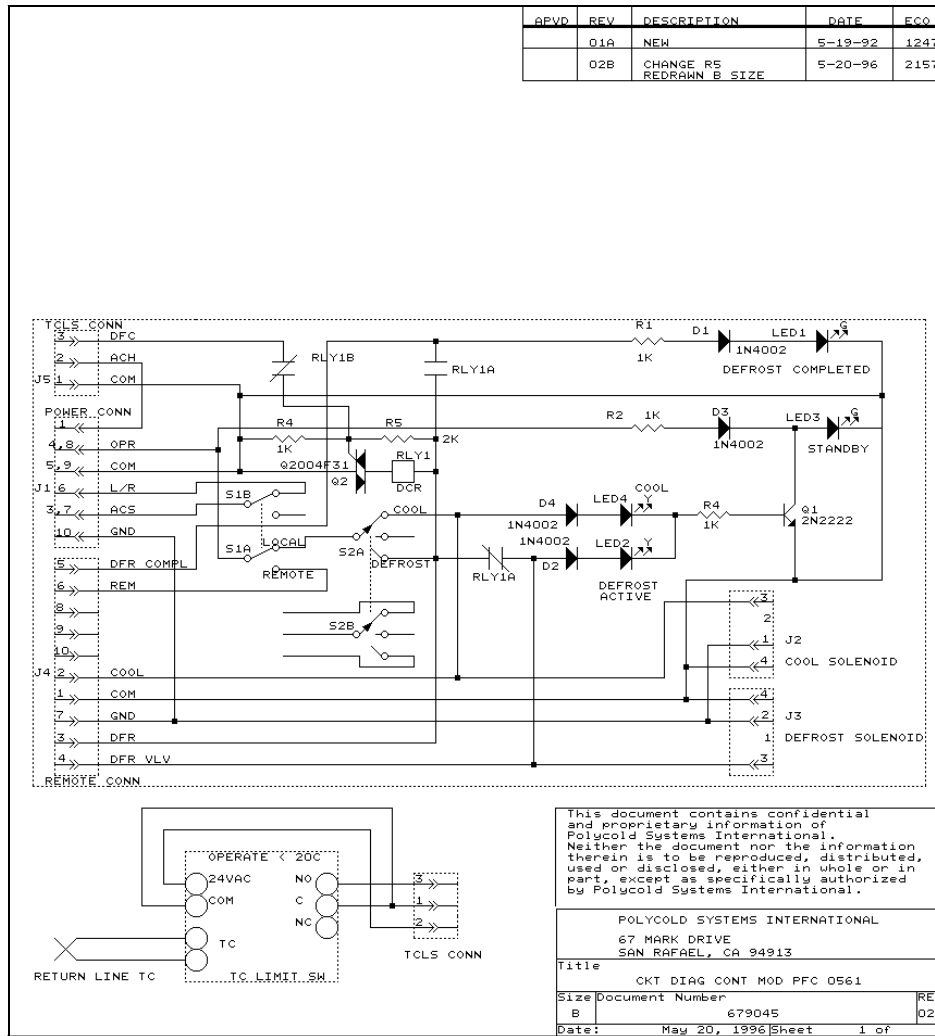 APVD REV DESCRIPTION DATE ECO
01A NEW 5-19-92 1247
02B CHANGE R5 5-20-96 2157
REDRAWN B SIZE
TCLS CONN
3 DFC
2 ACH
J5 1 COM
RLY1B
RLY1A
R1
1K
D1
1N4002
LED1
G
DEFROST COMPLETED
POWER CONN
1
4,8 OPR
5,9 COM
J1 6 L/R
3,7 ACS
10 GND
R4
1K
R5
2K
Q2004F31
Q2
RLY1
DCR
R2 1K
D3
1N4002
LED3
G
STANDBY
S1B
LOCAL
S1A
REMOTE
COOL
S2A
DEFROST
S2B
RLY1A
D4
1N4002
LED4
COOL
Y
1N4002
D2
LED2
Y
DEFROST
ACTIVE
R4
1K
Q1
2N2222
5 DFR COMPL
6 REM
8
9
10
J4 2 COOL
1 COM
7 GND
3 DFR
4 DFR VLV
REMOTE CONN
3
2
1 J2
4 COOL SOLENOID
4
2 J3
1 DEFROST SOLENOID
3
OPERATE < 20C
24VAC NO
COM C
NC
TC
RETURN LINE TC
TC LIMIT SW
3
1
2
TCLS CONN
This document contains confidential
and proprietary information of
Polycold Systems International.
Neither the document nor the information
therein is to be reproduced, distributed,
used or disclosed, either in whole or in
part, except as specifically authorized
by Polycold Systems International.
POLYCOLD SYSTEMS INTERNATIONAL
67 MARK DRIVE
SAN RAFAEL, CA 94913
Title
CKT DIAG CONT MOD PFC 0561
Size Document Number RE
B 679045 02
Date: May 20, 1996 Sheet 1 of